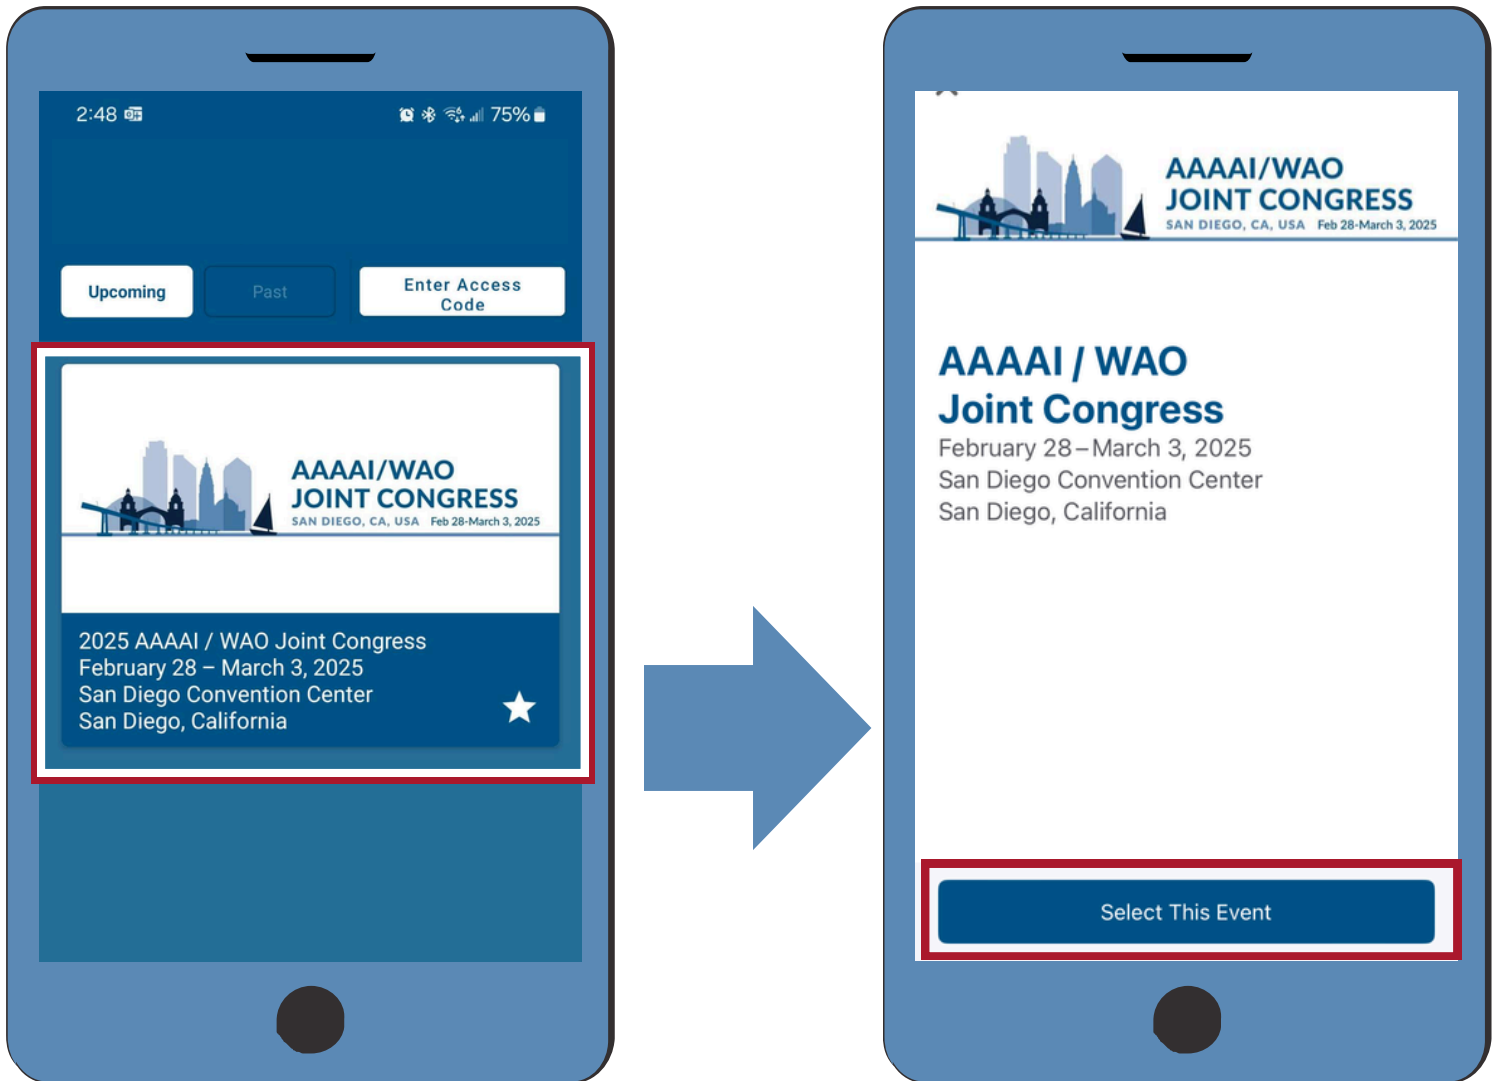 2:48
75%
Upcoming
Past
Enter Access
Code
AAAAI/WAO
JOINT CONGRESS
SAN DIEGO, CA, USA Feb 28-March 3, 2025
2025 AAAAI / WAO Joint Congress
February 28 – March 3, 2025
San Diego Convention Center
San Diego, California
AAAAI/WAO
JOINT CONGRESS
SAN DIEGO, CA, USA Feb 28-March 3, 2025
AAAAI / WAO
Joint Congress
February 28–March 3, 2025
San Diego Convention Center
San Diego, California
Select This Event